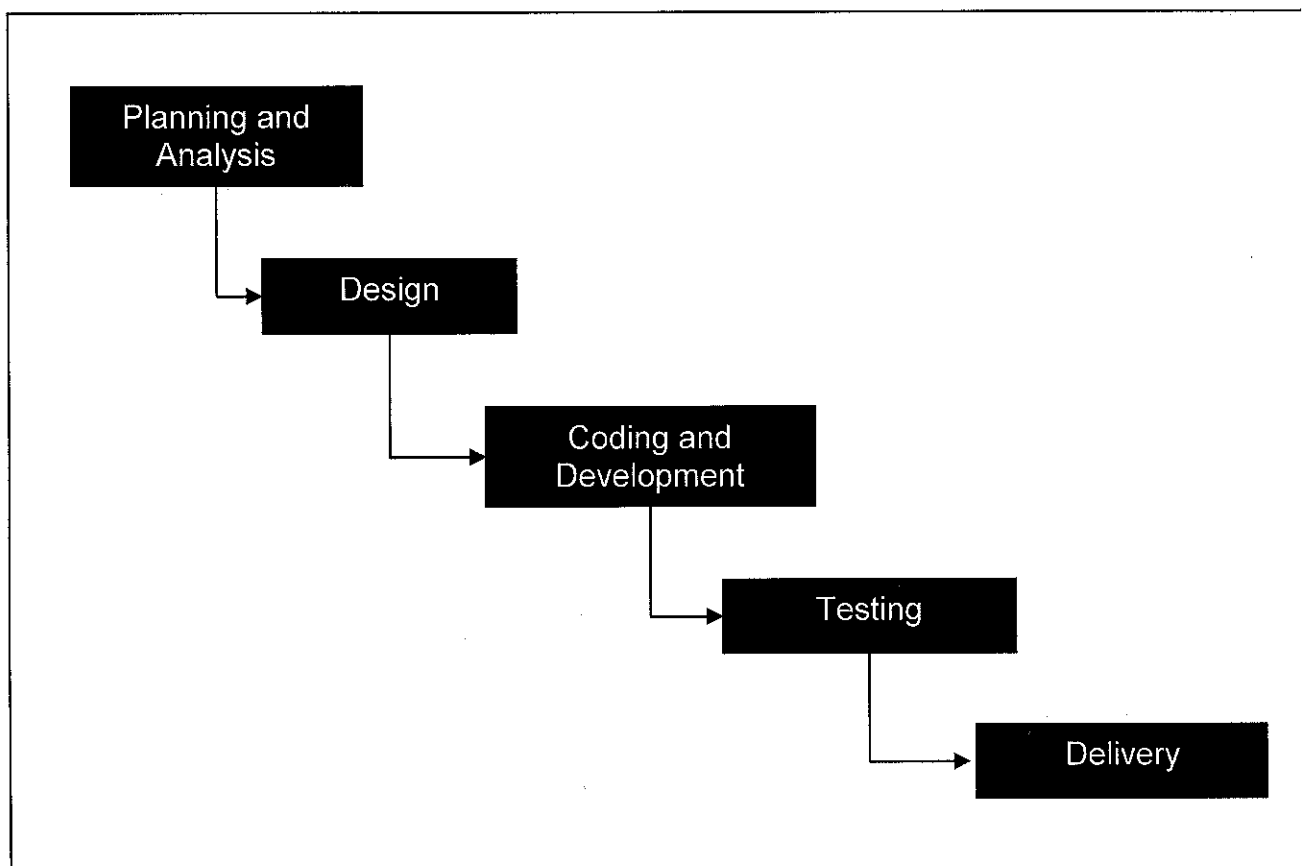 Planning and
Analysis
Design
Coding and
Development
Testing
Delivery